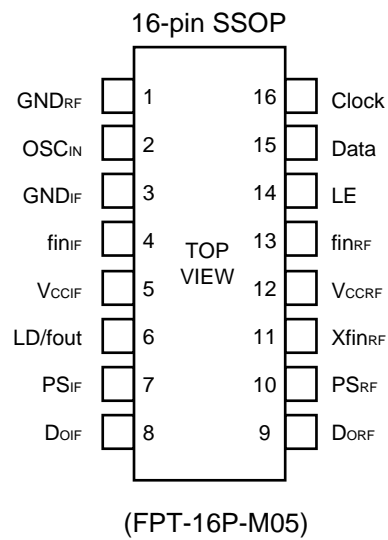 16-pin SSOP
GNDRF 1 16 Clock
OSCIN 2 15 Data
GNDIF 3 14 LE
finIF 4 13 finRF
TOP
VIEW
VCCIF 5 12 VCCRF
LD/fout 6 11 XfinRF
PSIF 7 10 PSRF
DOIF 8 9 DORF
(FPT-16P-M05)